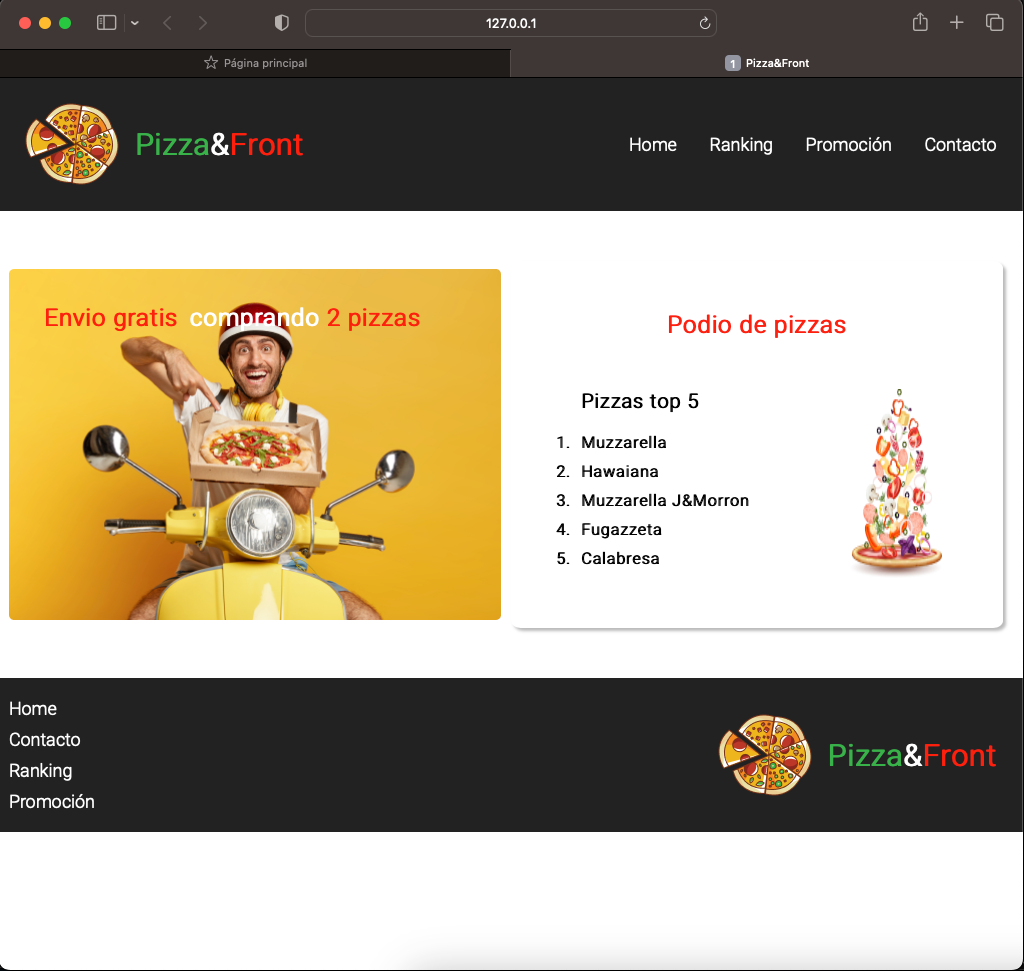 127.0.0.1
Página principal
1 Pizza&Front
Pizza&Front
Home Ranking Promoción Contacto
Envio gratis comprando 2 pizzas
Podio de pizzas
Pizzas top 5
1. Muzzarella
2. Hawaiana
3. Muzzarella J&Morron
4. Fugazzeta
5. Calabresa
Home
Contacto
Ranking
Promoción
Pizza&Front